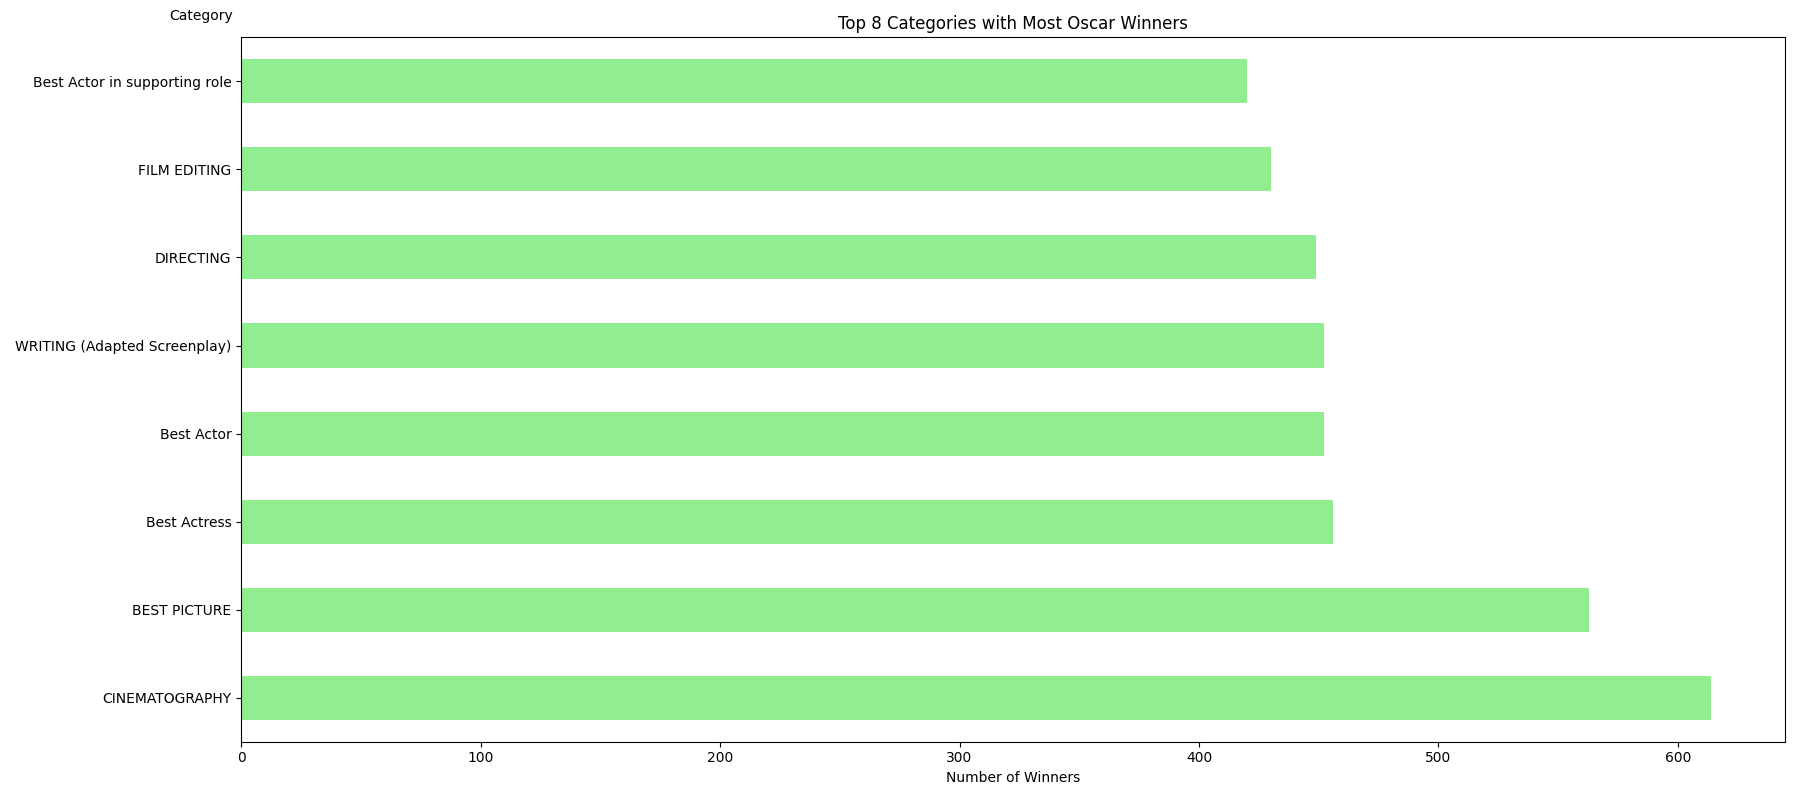 Category
Top 8 Categories with Most Oscar Winners
Best Actor in supporting role
FILM EDITING
DIRECTING
WRITING (Adapted Screenplay)
Best Actor
Best Actress
BEST PICTURE
CINEMATOGRAPHY
0 100 200 300 400 500 600
Number of Winners